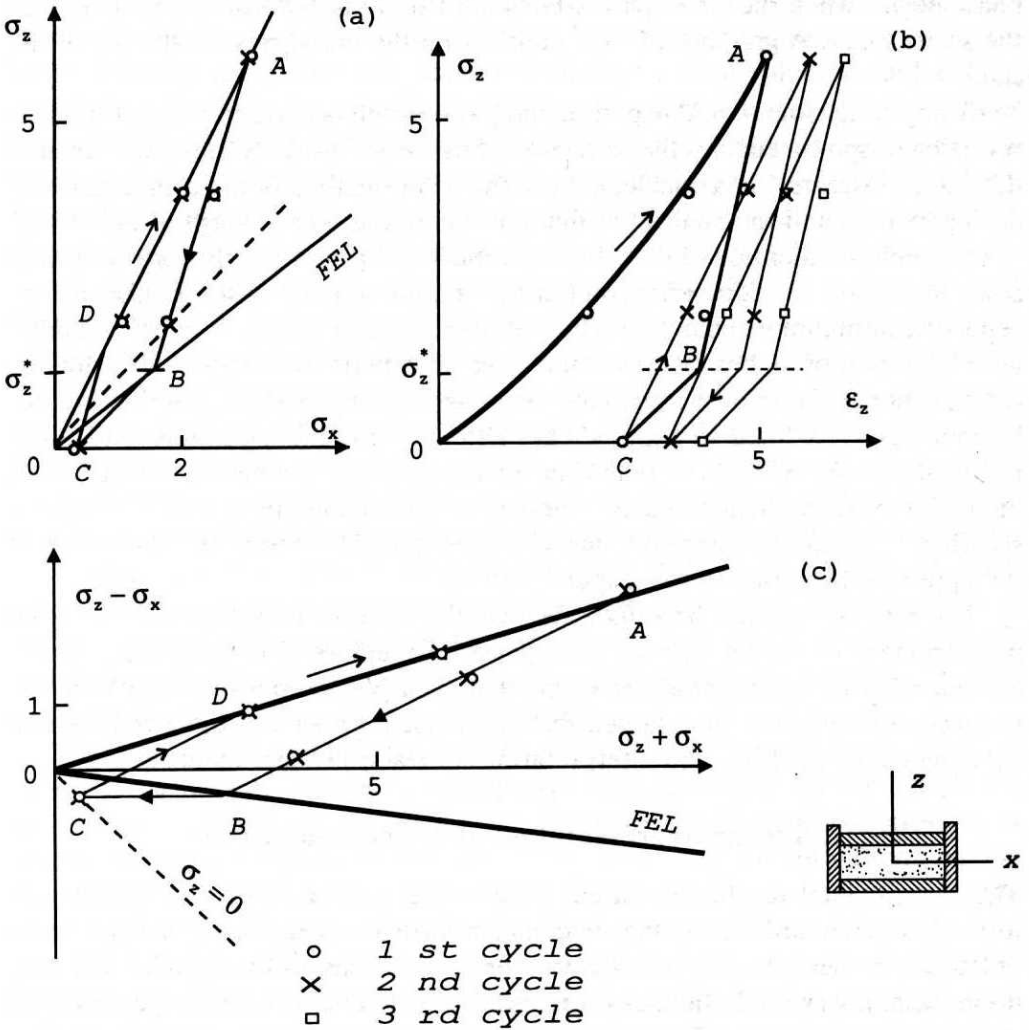 (a)
σz
A
5
D
FEL
σz*
B
σx
0
C
2
(b)
σz
A
5
σz*
B
εz
0
C
5
(c)
σz – σx
A
D
1
σz + σx
0
5
C
B
FEL
σz = 0
z
x
1 st cycle
2 nd cycle
3 rd cycle